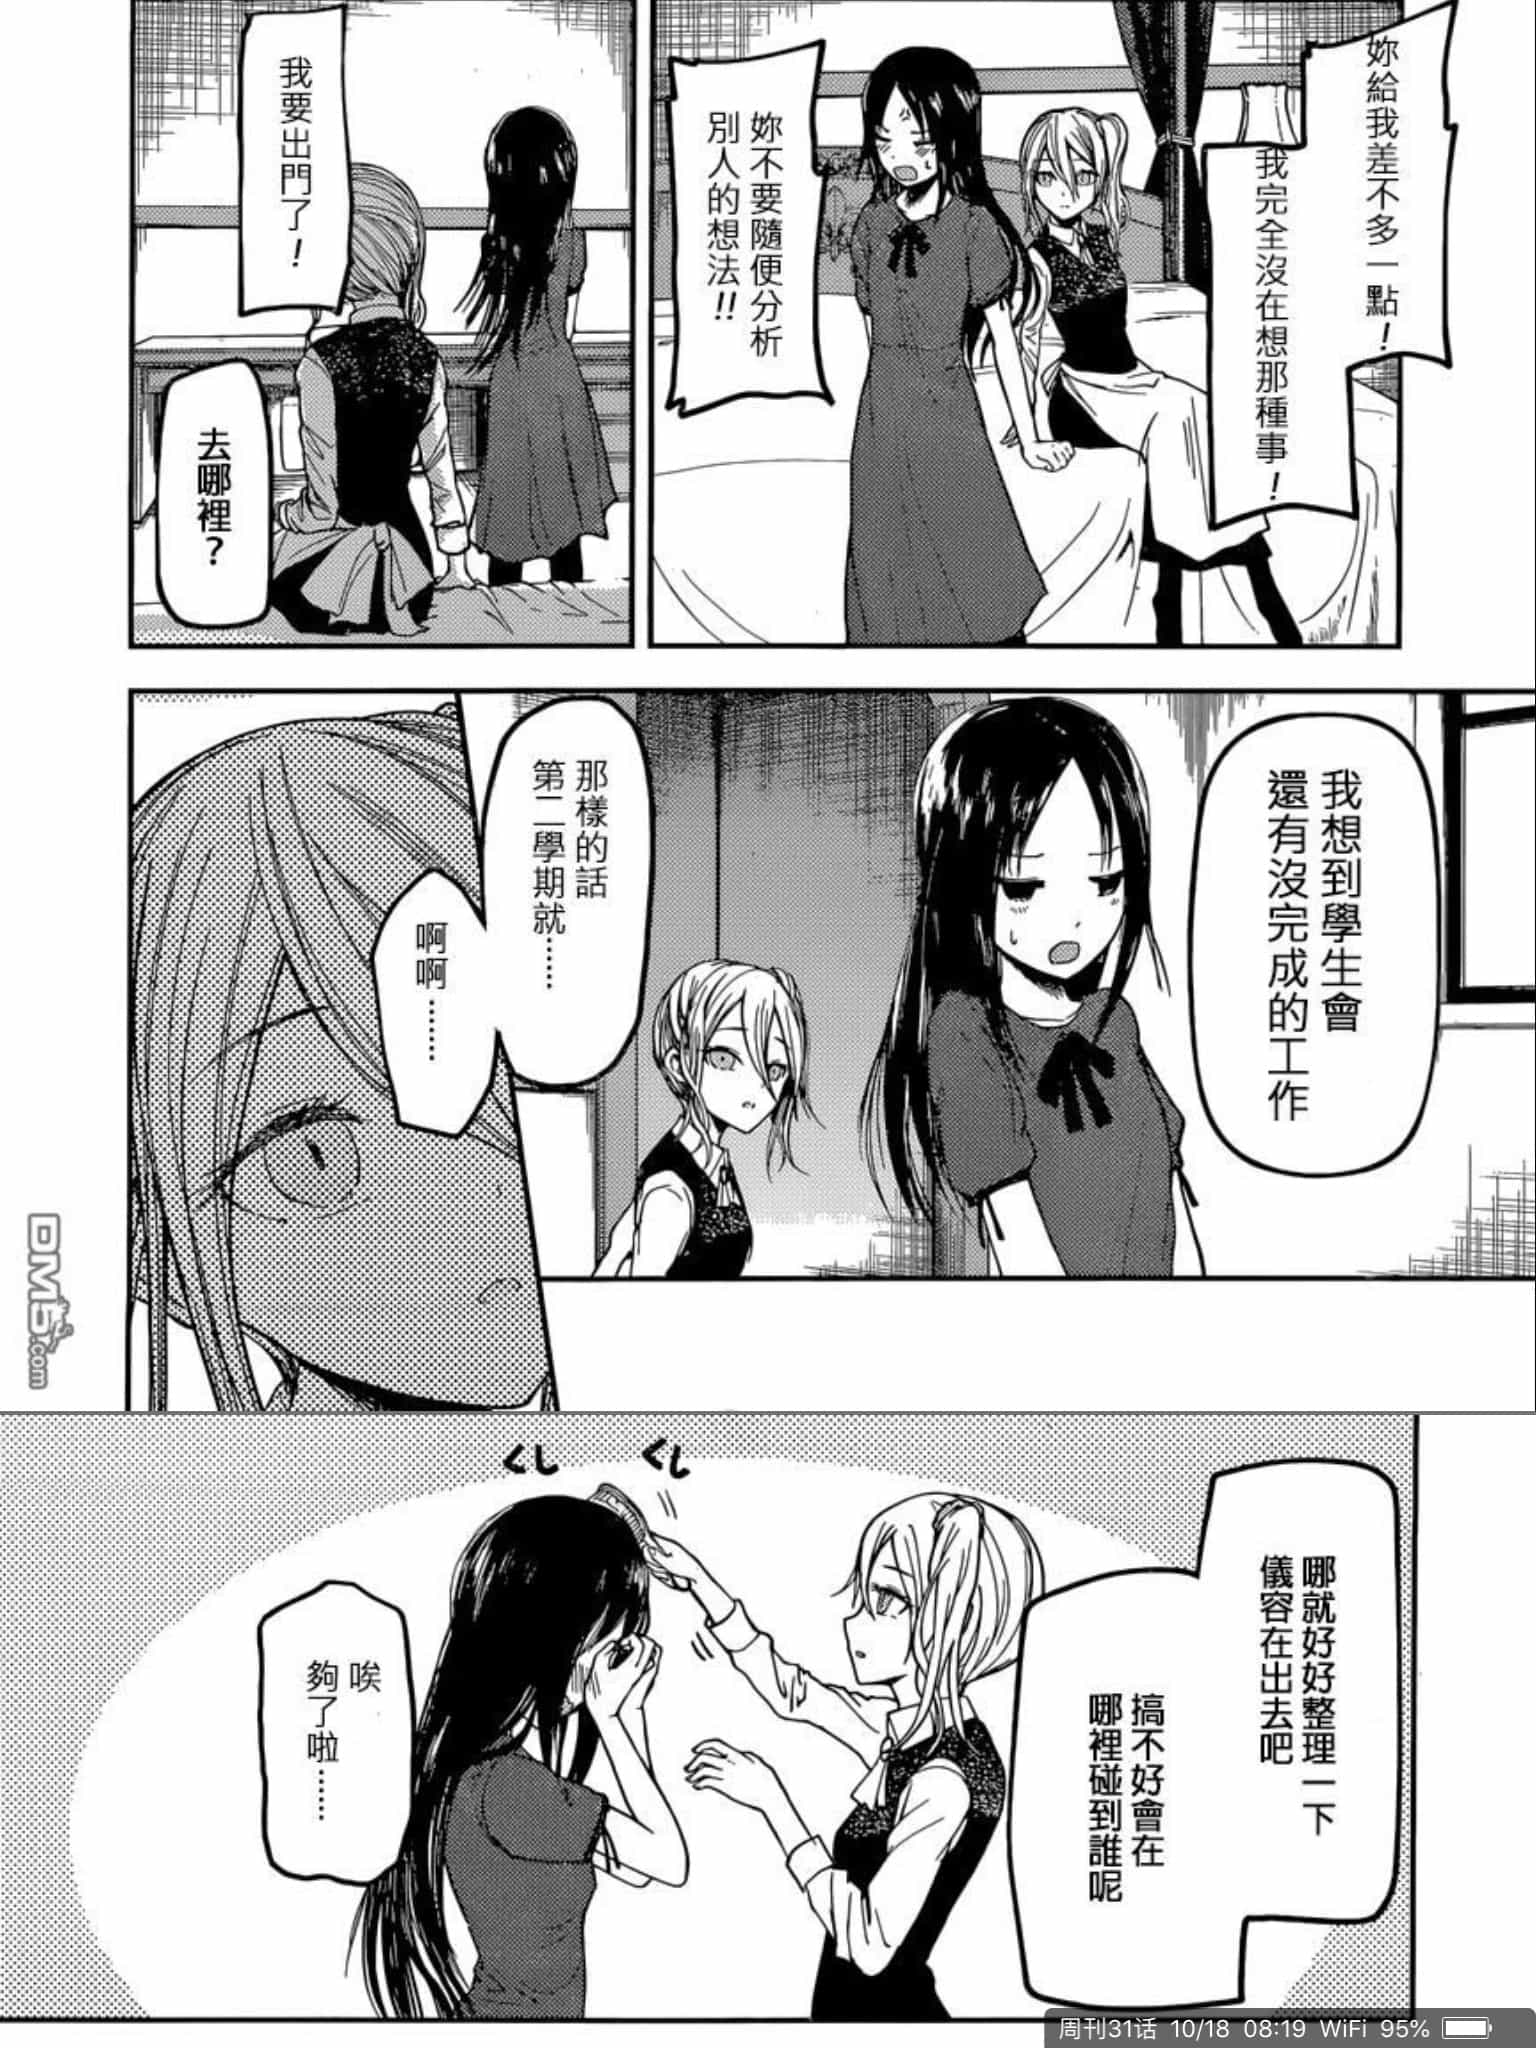 妳給我差不多一點！
我完全沒在想那種事！
妳不要隨便分析
別人的想法!!
我要出門了！
去哪裡？
我想到學生會
還有沒完成的工作
那樣的話
第二學期就……
啊啊……
DM5.com
哪就好好整理一下
儀容在出去吧
搞不好會在
哪裡碰到誰呢
くし
くし
唉
夠了啦……
周刊31话 10/18 08:19 WiFi 95%